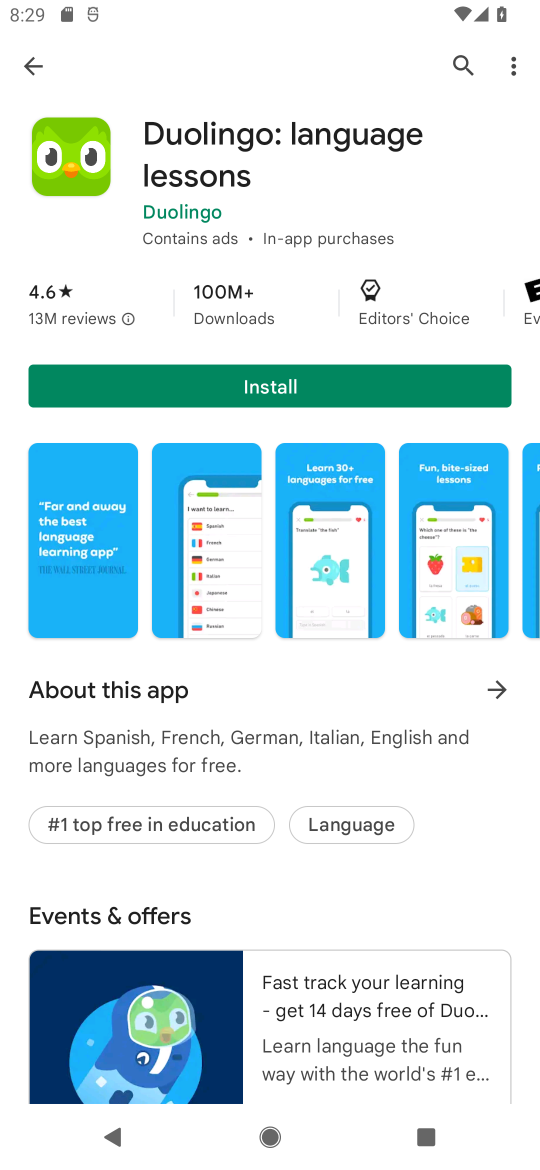 8:29
Duolingo: language
lessons
Duolingo
Contains ads • In-app purchases
4.6★
13M reviews
100M+
Downloads
Editors' Choice
E
Ev
Install
“Far and away
the best
language
learning app”
THE WALL STREET JOURNAL
I want to learn...
Spanish
French
German
Italian
Japanese
Chinese
Russian
Learn 30+
languages for free
Translate "the fish"
Fun, bite-sized
lessons
Which one of these is "the
cheese"?
About this app
Learn Spanish, French, German, Italian, English and
more languages for free.
#1 top free in education
Language
Events & offers
Fast track your learning
- get 14 days free of Duo...
Learn language the fun
way with the world's #1 e...